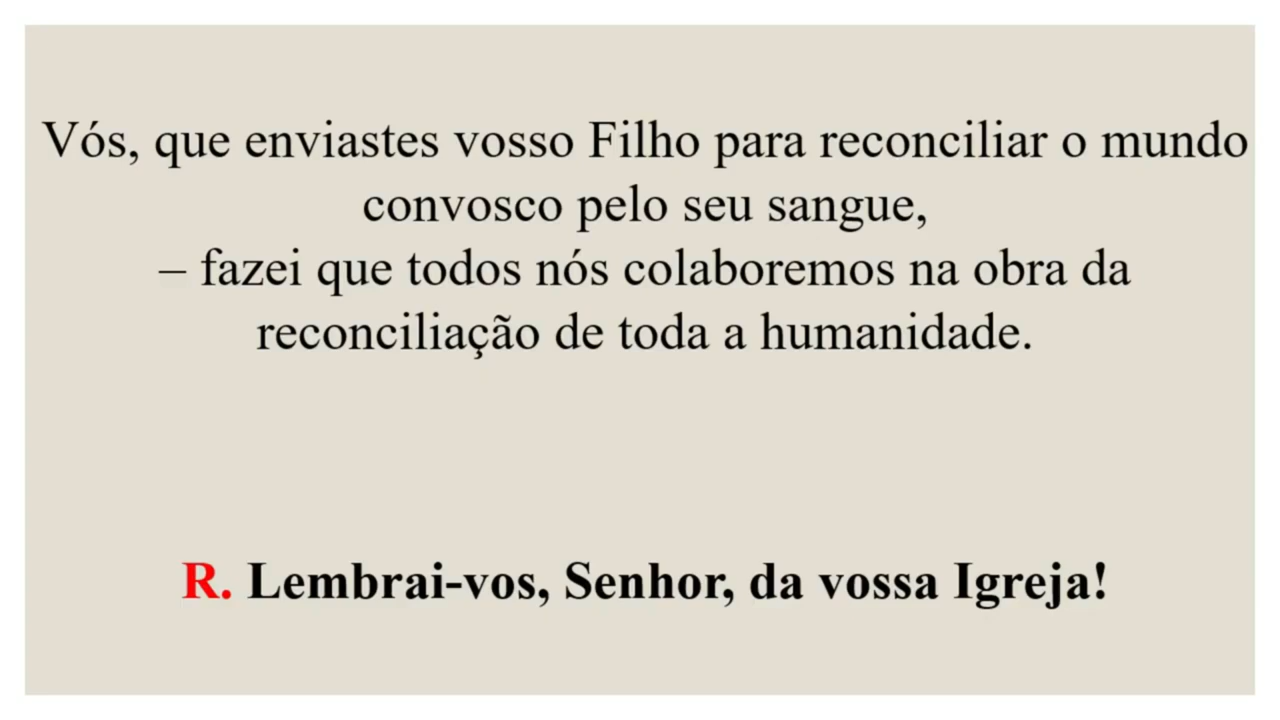 Vós, que enviastes vosso Filho para reconciliar o mundo
convosco pelo seu sangue,
– fazei que todos nós colaboremos na obra da
reconciliação de toda a humanidade.
R. Lembrai-vos, Senhor, da vossa Igreja!